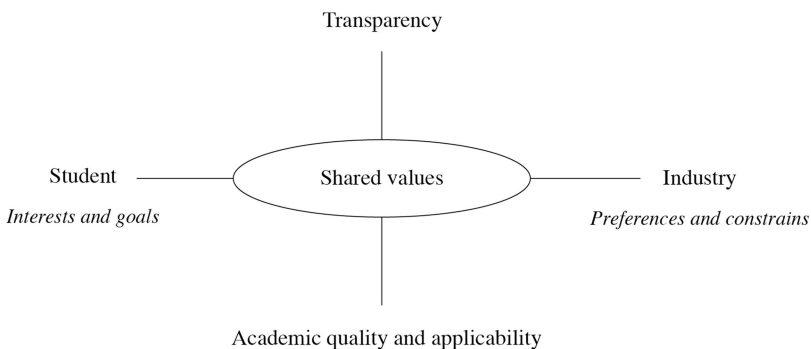 Transparency
Student
Shared values
Industry
Interests and goals
Preferences and constrains
Academic quality and applicability